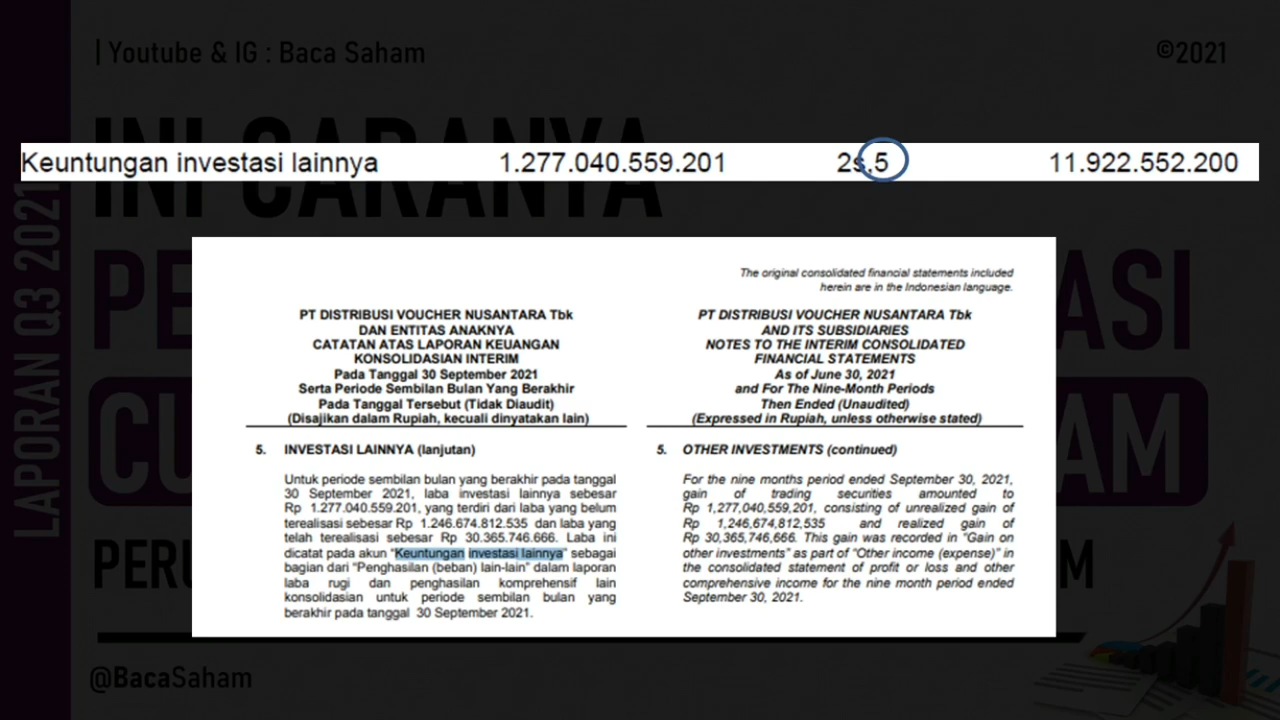 | Youtube & IG : Baca Saham
©2021
INI CARANYA
Keuntungan investasi lainnya 1.277.040.559.201 2s,5 11.922.552.200
LAPORAN Q3 2021
The original consolidated financial statements included
herein are in the Indonesian language.
PT DISTRIBUSI VOUCHER NUSANTARA Tbk
DAN ENTITAS ANAKNYA
CATATAN ATAS LAPORAN KEUANGAN
KONSOLIDASIAN INTERIM
Pada Tanggal 30 September 2021
Serta Periode Sembilan Bulan Yang Berakhir
Pada Tanggal Tersebut (Tidak Diaudit)
(Disajikan dalam Rupiah, kecuali dinyatakan lain)
PT DISTRIBUSI VOUCHER NUSANTARA Tbk
AND ITS SUBSIDIARIES
NOTES TO THE INTERIM CONSOLIDATED
FINANCIAL STATEMENTS
As of June 30, 2021
and For The Nine-Month Periods
Then Ended (Unaudited)
(Expressed in Rupiah, unless otherwise stated)
5. INVESTASI LAINNYA (lanjutan)
Untuk periode sembilan bulan yang berakhir pada tanggal
30 September 2021, laba investasi lainnya sebesar
Rp 1.277.040.559.201, yang terdiri dari laba yang belum
terealisasi sebesar Rp 1.246.674.812.535 dan laba yang
telah terealisasi sebesar Rp 30.365.746.666. Laba ini
dicatat pada akun “Keuntungan investasi lainnya” sebagai
bagian dari “Penghasilan (beban) lain-lain” dalam laporan
laba rugi dan penghasilan komprehensif lain
konsolidasian untuk periode sembilan bulan yang
berakhir pada tanggal 30 September 2021.
5. OTHER INVESTMENTS (continued)
For the nine months period ended September 30, 2021,
gain of trading securities amounted to
Rp 1,277,040,559,201, consisting of unrealized gain of
Rp 1,246,674,812,535 and realized gain of
Rp 30,365,746,666. This gain was recorded in “Gain on
other investments” as part of “Other income (expense)” in
the consolidated statement of profit or loss and other
comprehensive income for the nine month period ended
September 30, 2021.
@BacaSaham